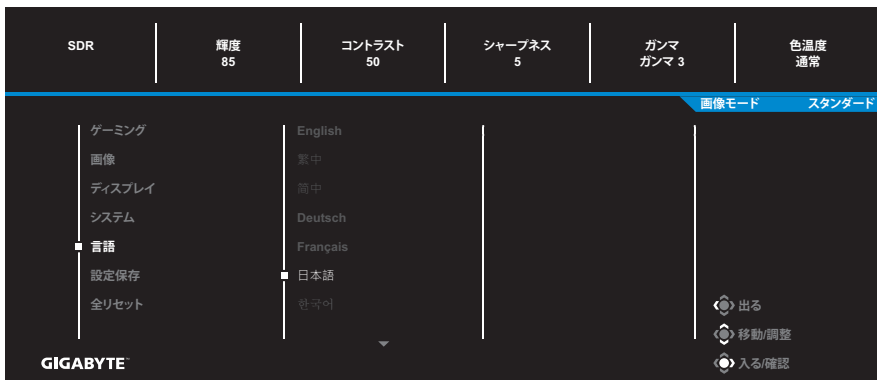 SDR
輝度
85
コントラスト
50
シャープネス
5
ガンマ
ガンマ 3
色温度
通常
画像モード スタンダード
ゲーミング
画像
ディスプレイ
システム
言語
設定保存
全リセット
English
繁中
简中
Deutsch
Français
日本語
한국어
出る
移動/調整
入る/確認
GIGABYTE™